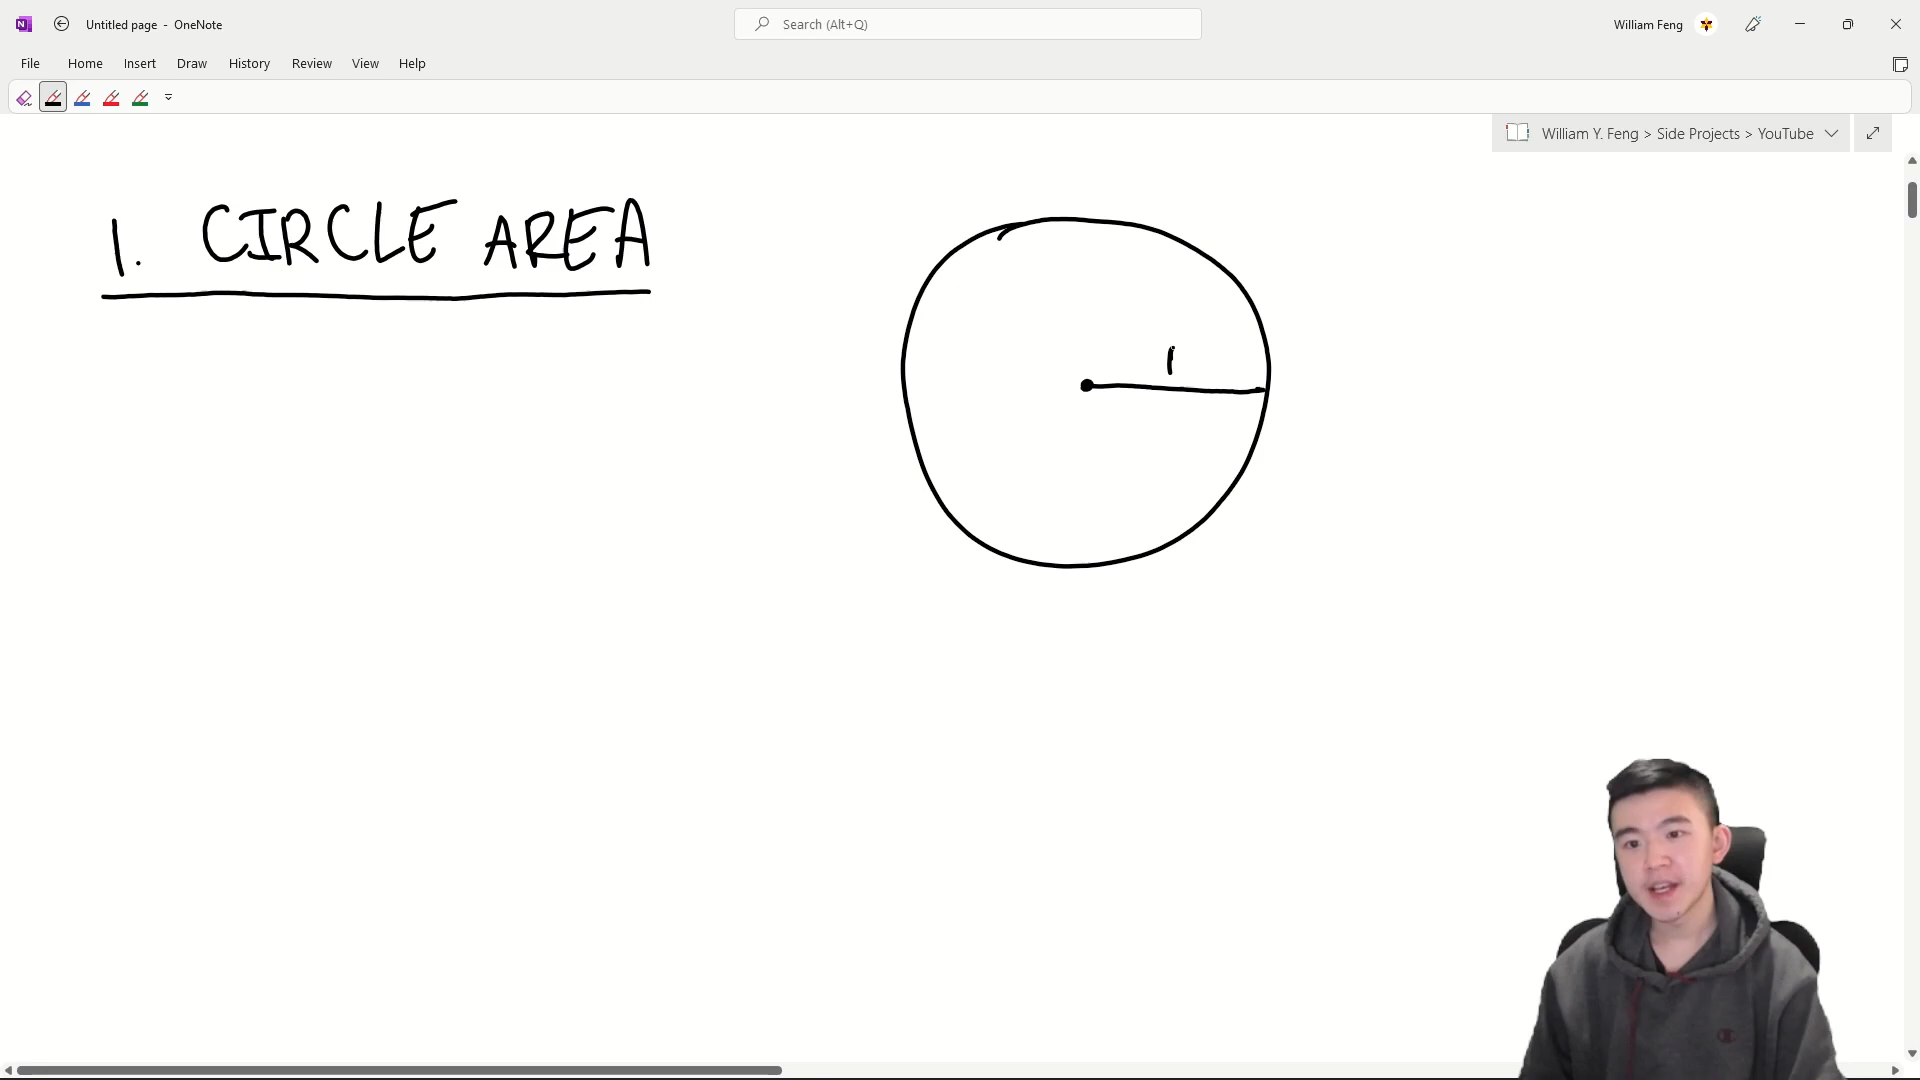 Untitled page - OneNote
Search (Alt+Q)
William Feng
File Home Insert Draw History Review View Help
William Y. Feng > Side Projects > YouTube
1. CIRCLE AREA